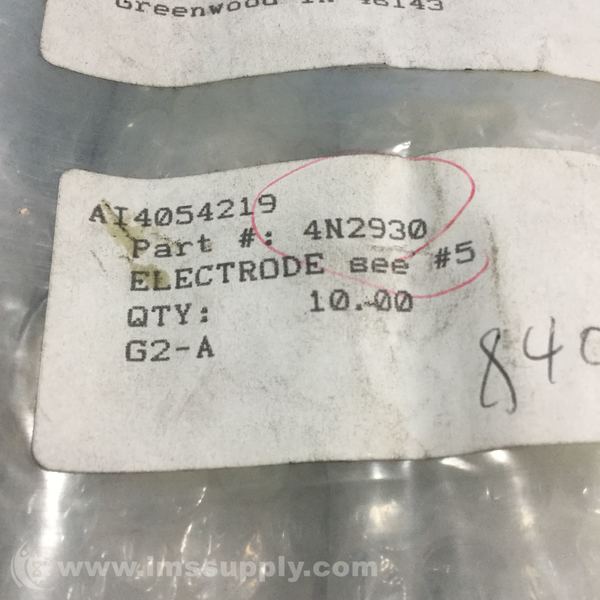 Greenwood IN 46143
AI4054219
Part #: 4N2930
ELECTRODE see #5
QTY: 10.00
G2-A
840
www.imssupply.com